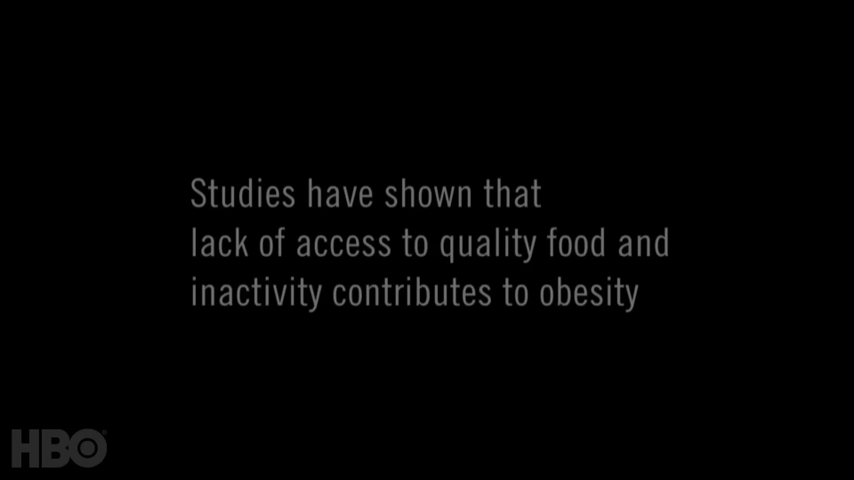 Studies have shown that
lack of access to quality food and
inactivity contributes to obesity
HBO